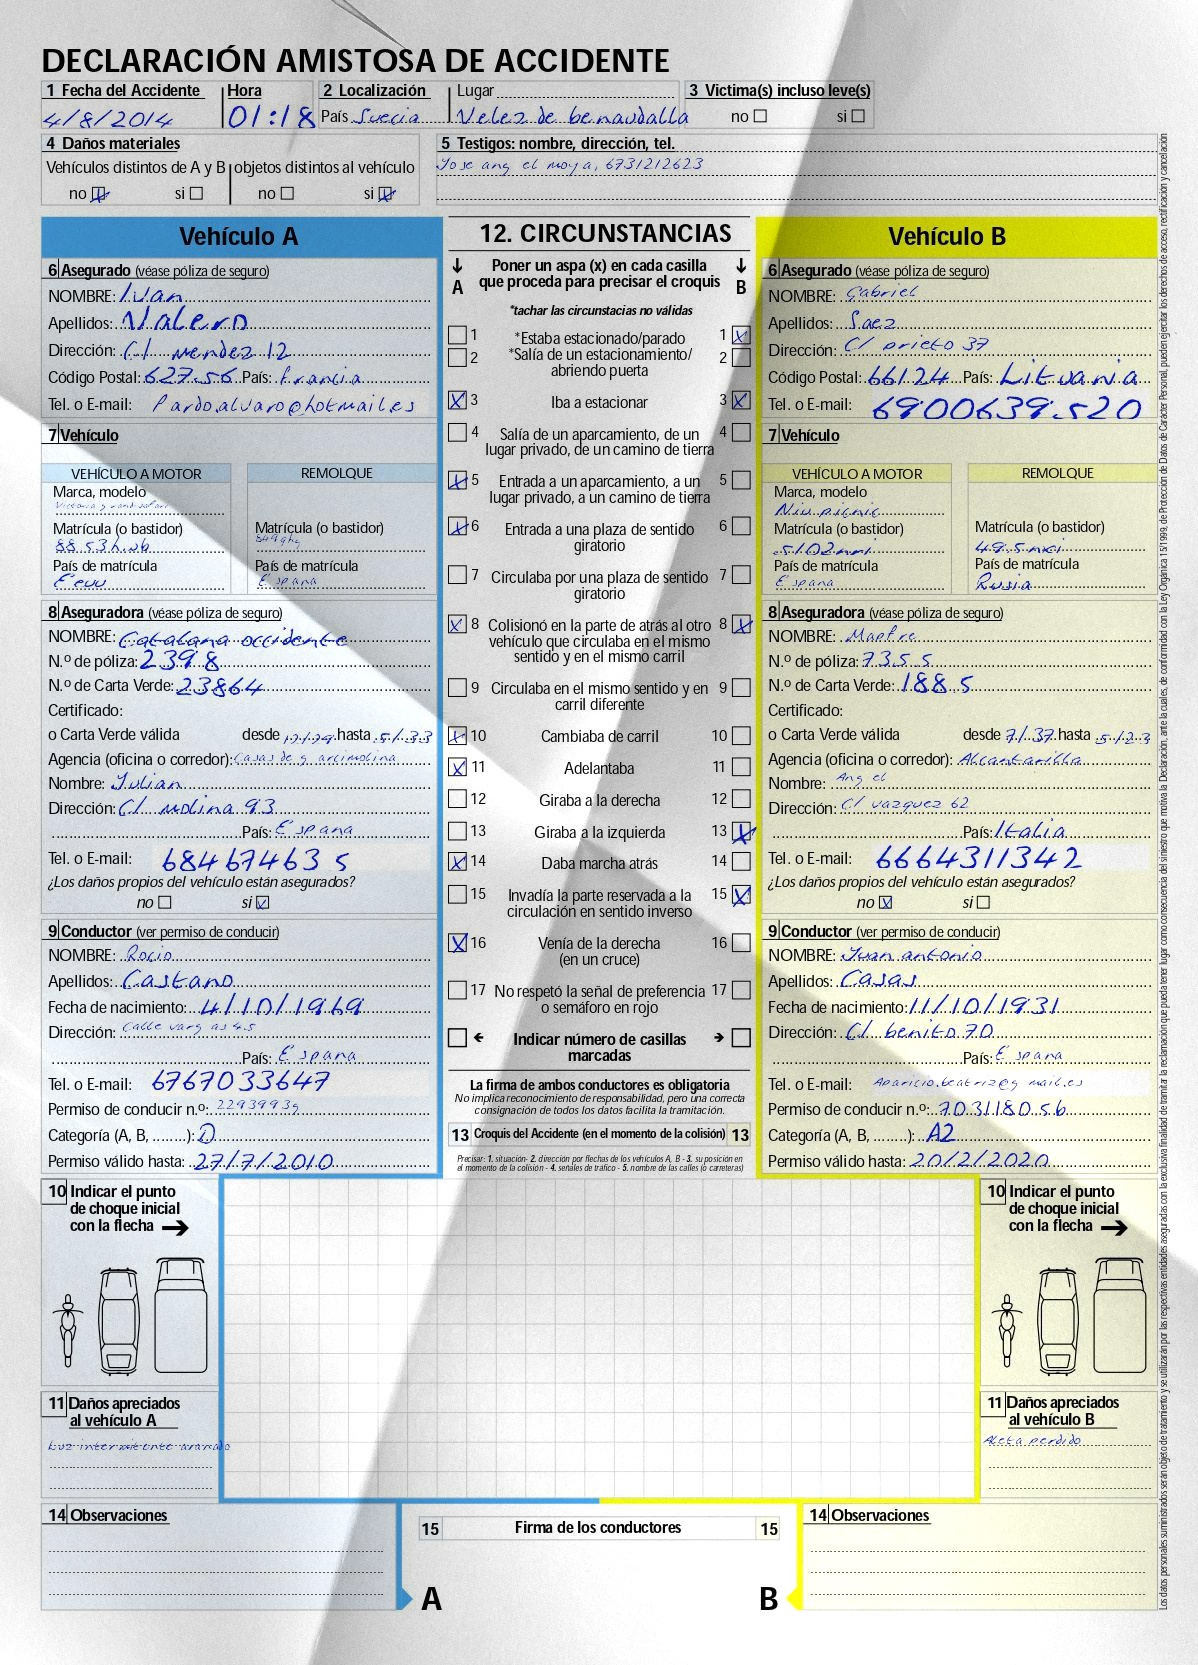 DECLARACIÓN AMISTOSA DE ACCIDENTE
1 Fecha del Accidente Hora 2 Localización Lugar 3 Victima(s) incluso leve(s)
4/8/2014 01:18 País Suecia Velez de benaudalla no si
4 Daños materiales 5 Testigos: nombre, dirección, tel.
Vehículos distintos de A y B objetos distintos al vehículo Jose ang el moya, 6731212623
no si no si
Vehículo A
6 Asegurado (véase póliza de seguro)
NOMBRE: Ivan
Apellidos: Valero
Dirección: C/ mendez 12
Código Postal: 627.56 País: francia
Tel. o E-mail: Pardo.alvaro@hotmail.es
7 Vehículo
VEHÍCULO A MOTOR REMOLQUE
Marca, modelo
Matrícula (o bastidor) Matrícula (o bastidor)
8853hwb 849ghg
País de matrícula País de matrícula
E'euu E'spana
8 Aseguradora (véase póliza de seguro)
NOMBRE: Catalana occidente
N.º de póliza: 2398
N.º de Carta Verde: 23864
Certificado:
o Carta Verde válida desde hasta 5/.33
Agencia (oficina o corredor):
Nombre: Julian
Dirección: C/ molina 93
País: E'spana
Tel. o E-mail: 684674635
¿Los daños propios del vehículo están asegurados?
no si
9 Conductor (ver permiso de conducir)
NOMBRE: Rocio
Apellidos: Castano
Fecha de nacimiento: 4/10/1969
Dirección: Calle varg as 45
País: E'spana
Tel. o E-mail: 6767033647
Permiso de conducir n.º: 2293993g
Categoría (A, B, ........): D
Permiso válido hasta: 27/7/2010
10 Indicar el punto
de choque inicial
con la flecha
11 Daños apreciados
al vehículo A
luz intermitente aranado
14 Observaciones
12. CIRCUNSTANCIAS
A Poner un aspa (x) en cada casilla B
que proceda para precisar el croquis
*tachar las circunstacias no válidas
1 *Estaba estacionado/parado 1
2 *Salía de un estacionamiento/ 2
abriendo puerta
3 Iba a estacionar 3
4 Salía de un aparcamiento, de un 4
lugar privado, de un camino de tierra
5 Entrada a un aparcamiento, a un 5
lugar privado, a un camino de tierra
6 Entrada a una plaza de sentido 6
giratorio
7 Circulaba por una plaza de sentido 7
giratorio
8 Colisionó en la parte de atrás al otro 8
vehículo que circulaba en el mismo
sentido y en el mismo carril
9 Circulaba en el mismo sentido y en 9
carril diferente
10 Cambiaba de carril 10
11 Adelantaba 11
12 Giraba a la derecha 12
13 Giraba a la izquierda 13
14 Daba marcha atrás 14
15 Invadía la parte reservada a la 15
circulación en sentido inverso
16 Venía de la derecha 16
(en un cruce)
17 No respetó la señal de preferencia 17
o semáforo en rojo
Indicar número de casillas
marcadas
La firma de ambos conductores es obligatoria
No implica reconocimiento de responsabilidad, pero una correcta
consignación de todos los datos facilita la tramitación.
13 Croquis del Accidente (en el momento de la colisión) 13
Precisar: 1. situación- 2. dirección por flechas de los vehículos A, B - 3. su posición en
el momento de la colisión - 4. señales de tráfico - 5. nombre de las calles (o carreteras)
15 Firma de los conductores 15
A B
Vehículo B
6 Asegurado (véase póliza de seguro)
NOMBRE: Gabriel
Apellidos: Saez
Dirección: C/ prieto 37
Código Postal: 66124 País: Lituania
Tel. o E-mail: 6900639520
7 Vehículo
VEHÍCULO A MOTOR REMOLQUE
Marca, modelo
Niu picnic
Matrícula (o bastidor) Matrícula (o bastidor)
5102nri 495nxi
País de matrícula País de matrícula
E'spana Rusia
8 Aseguradora (véase póliza de seguro)
NOMBRE: Mapfre
N.º de póliza: 7355
N.º de Carta Verde: 1885
Certificado:
o Carta Verde válida desde 7/.37 hasta 5/23
Agencia (oficina o corredor): Alcantarilla
Nombre: Ang el
Dirección: C/ vazquez 62
País: Italia
Tel. o E-mail: 6664311342
¿Los daños propios del vehículo están asegurados?
no si
9 Conductor (ver permiso de conducir)
NOMBRE: Juan antonio
Apellidos: Casas
Fecha de nacimiento: 11/10/1931
Dirección: C/ benito 70
País: E'spana
Tel. o E-mail: Aparicio.beatriz@g mail.es
Permiso de conducir n.º: 703118056
Categoría (A, B, ........): A2
Permiso válido hasta: 20/2/2020
10 Indicar el punto
de choque inicial
con la flecha
11 Daños apreciados
al vehículo B
Aleta perdido
14 Observaciones
Los datos personales suministrados serán objeto de tratamiento y se utilizarán por las respectivas entidades aseguradas con la exclusiva finalidad de tramitar la reclamación que pueda tener lugar como consecuencia del siniestro que motiva la Declaración, ante la cuales, de conformidad con la Ley Orgánica 15/1999, de Protección de Datos de Carácter Personal, pueden ejercitar los derechos de acceso, rectificación y cancelación